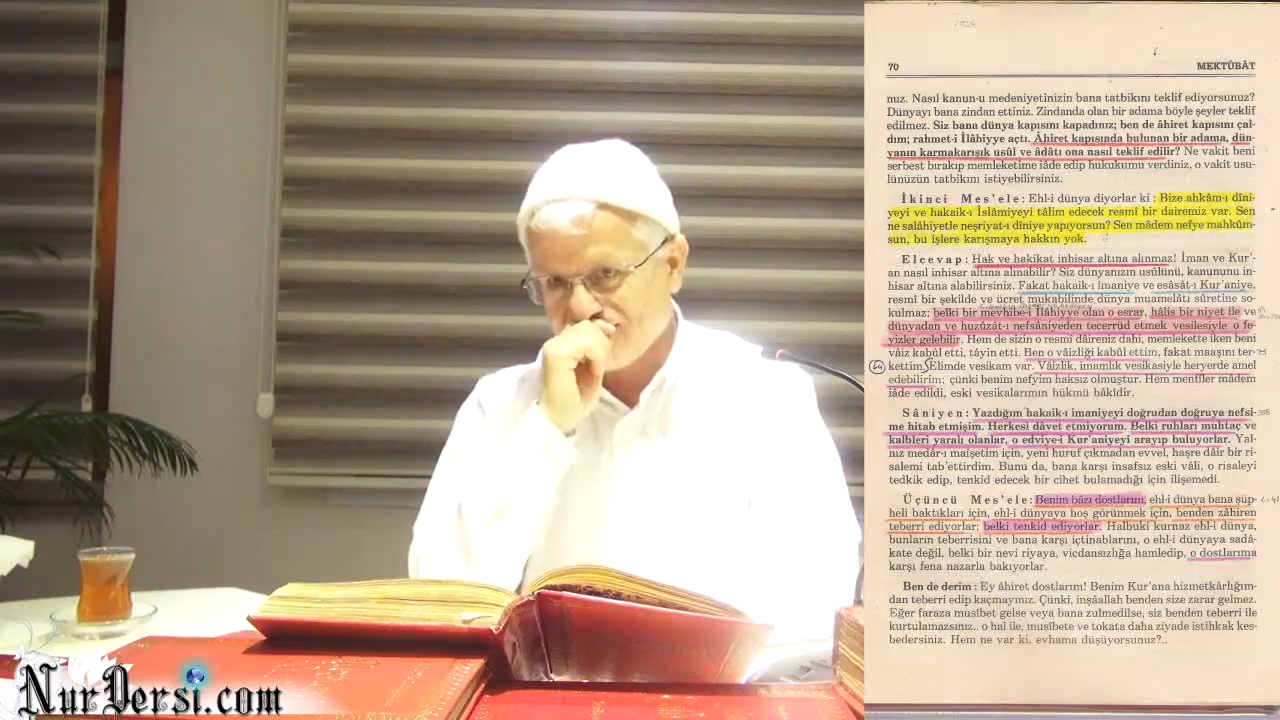 70 MEKTÛBÂT
nuz. Nasıl kanun-u medeniyetinizin bana tatbikını teklif ediyorsunuz?
Dünyayı bana zindan ettiniz. Zindanda olan bir adama böyle şeyler teklif
edilmez. Siz bana dünya kapısını kapadınız; ben de âhiret kapısını çal-
dım; rahmet-i İlâhiyye açtı. Âhiret kapısında bulunan bir adama, dün-
yanın karmakarışık usûl ve âdâtı ona nasıl teklif edilir? Ne vakit beni
serbest bırakıp memleketime iâde edip hukukumu verdiniz, o vakit usu-
lünüzün tatbikını istiyebilirsiniz.
İkinci Mes'ele: Ehl-i dünya diyorlar ki : Bize ahkâm-ı dînî-
yeyi ve hakaik-ı İslâmiyeyi tâlim edecek resmî bir dairemiz var. Sen
ne salâhiyetle neşriyat-ı dîniye yapıyorsun? Sen mâdem nefye mahkûm-
sun, bu işlere karışmaya hakkın yok.
Elcevap: Hak ve hakikat inhisar altına alınmaz! İman ve Kur'-
an nasıl inhisar altına alınabilir? Siz dünyanızın usûlünü, kanununu in-
hisar altına alabilirsiniz. Fakat hakaik-ı îmaniye ve esâsât-ı Kur'aniye,
resmî bir şekilde ve ücret mukabilinde dünya muamelâtı sûretine so-
kulmaz; belki bir mevhibe-i İlâhiyye olan o esrar, hâlis bir niyet ile ve
dünyadan ve huzûzât-ı nefsâniyeden tecerrüd etmek vesilesiyle o fe-
yizler gelebilir. Hem de sizin o resmî dâireniz dahi, memlekette iken beni
vâiz kabûl etti, tâyin etti. Ben o vâizliği kabûl ettim, fakat maaşını ter-
kettim. Elimde vesikam var. Vâizlik, imamlık vesikasiyle heryerde amel
edebilirim; çünki benim nefyim haksız olmuştur. Hem menfîler mâdem
iâde edildi, eski vesikalarımın hükmü bâkîdir.
Sâniyen: Yazdığım hakaik-ı imaniyeyi doğrudan doğruya nefsi-
me hitab etmişim. Herkesi dâvet etmiyorum. Belki ruhları muhtaç ve
kalbleri yaralı olanlar, o edviye-i Kur'aniyeyi arayıp buluyorlar. Yal-
nız medâr-ı maîşetim için, yeni huruf çıkmadan evvel, haşre dâir bir ri-
salemi tab'ettirdim. Bunu da, bana karşı insafsız eski vâli, o risaleyi
tedkik edip, tenkid edecek bir cihet bulamadığı için ilişemedi.
Üçüncü Mes'ele: Benim bâzı dostlarım, ehl-i dünya bana şüp-
heli baktıkları için, ehl-i dünyaya hoş görünmek için, benden zâhiren
teberri ediyorlar; belki tenkid ediyorlar. Halbuki kurnaz ehl-i dünya,
bunların teberrisini ve bana karşı içtinablarını, o ehl-i dünyaya sadâ-
kate değil, belki bir nevi riyaya, vicdansızlığa hamledip, o dostlarıma
karşı fena nazarla bakıyorlar.
Ben de derim : Ey âhiret dostlarım! Benim Kur'ana hizmetkârlığım-
dan teberri edip kaçmayınız. Çünki, inşâallah benden size zarar gelmez.
Eğer faraza musîbet gelse veya bana zulmedilse, siz benden teberri ile
kurtulamazsınız.. o hal ile, musîbete ve tokata daha ziyade istihkak kes-
bedersiniz. Hem ne var ki, evhama düşüyorsunuz?..
64
NurDersi.com